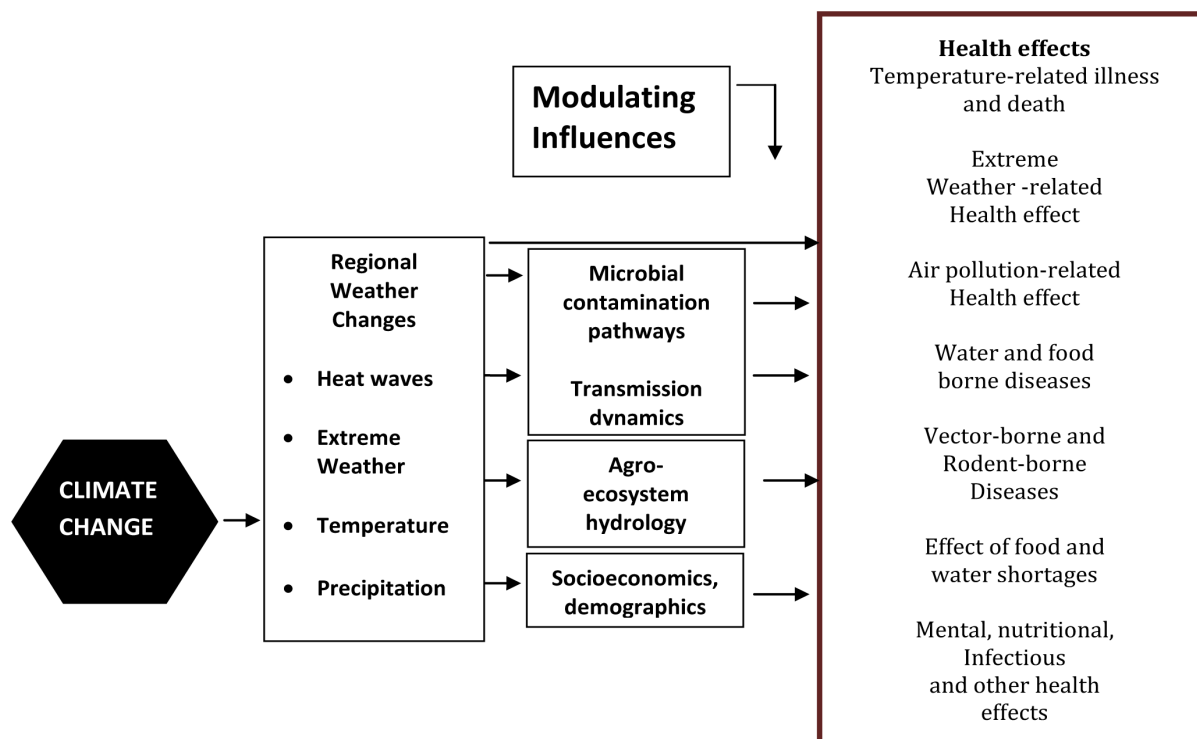 CLIMATE
CHANGE
Regional
Weather
Changes
• Heat waves
• Extreme
Weather
• Temperature
• Precipitation
Modulating
Influences
Microbial
contamination
pathways
Transmission
dynamics
Agro-
ecosystem
hydrology
Socioeconomics,
demographics
Health effects
Temperature-related illness
and death
Extreme
Weather -related
Health effect
Air pollution-related
Health effect
Water and food
borne diseases
Vector-borne and
Rodent-borne
Diseases
Effect of food and
water shortages
Mental, nutritional,
Infectious
and other health
effects